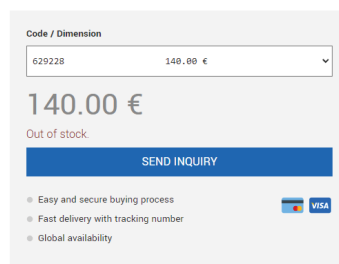 Code / Dimension
629228 140.00 €
140.00 €
Out of stock.
SEND INQUIRY
Easy and secure buying process
VISA
Fast delivery with tracking number
Global availability